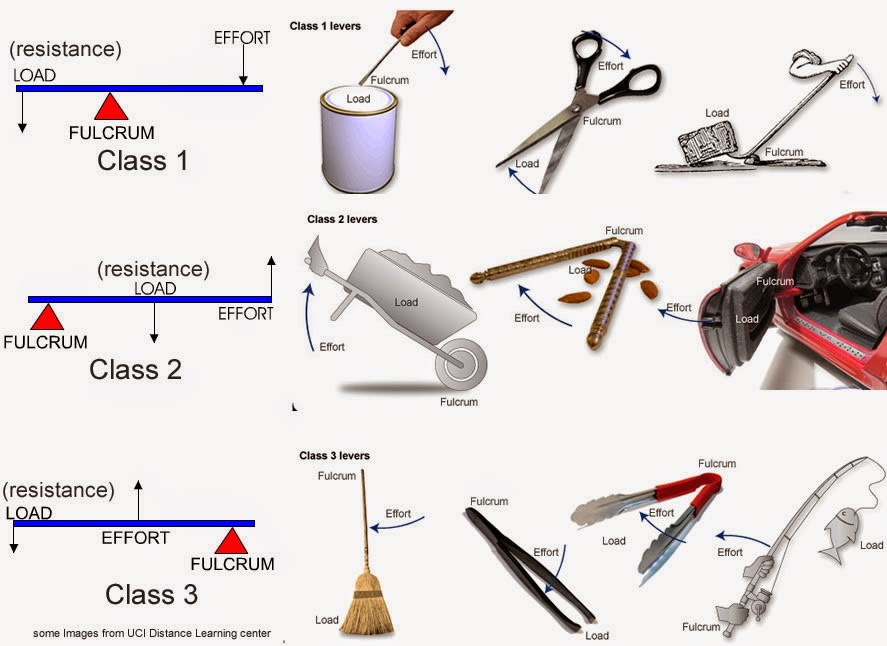 (resistance)
LOAD
EFFORT
FULCRUM
Class 1
Class 1 levers
Effort
Fulcrum
Load
Effort
Fulcrum
Load
Effort
Load
Fulcrum
(resistance)
LOAD
EFFORT
FULCRUM
Class 2
Class 2 levers
Load
Effort
Fulcrum
Fulcrum
Load
Effort
Fulcrum
Effort
Load
(resistance)
LOAD
EFFORT
FULCRUM
Class 3
Class 3 levers
Fulcrum
Effort
Load
Fulcrum
Effort
Load
Fulcrum
Effort
Load
Effort
Load
Fulcrum
some Images from UCI Distance Learning center